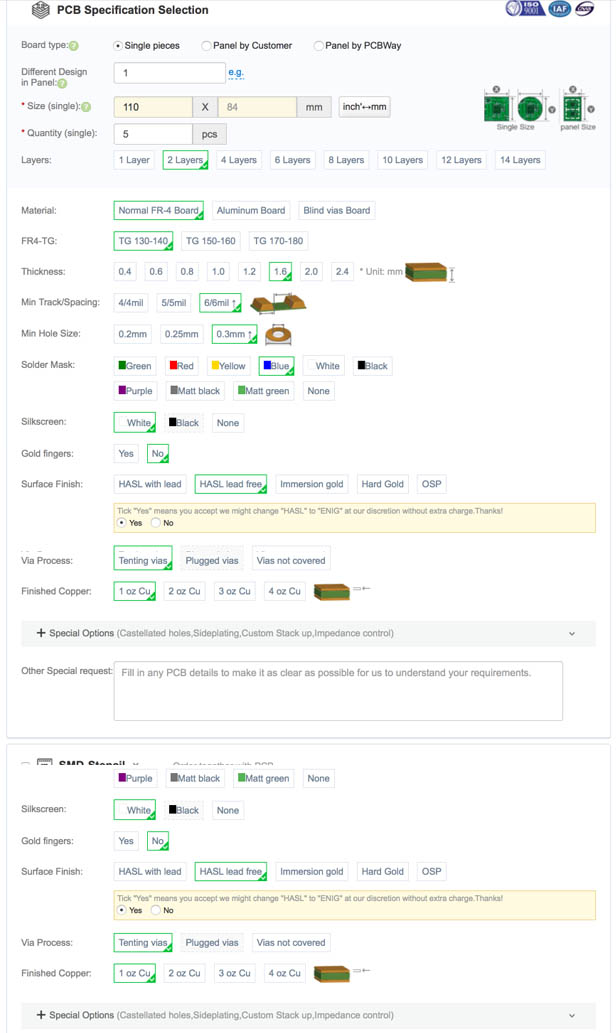 PCB Specification Selection
ISO 9001 IAF
Board type: ? Single pieces Panel by Customer Panel by PCBWay
Different Design in Panel: ? 1 e.g.
* Size (single): ? 110 X 84 mm inch'↔mm
X Y X Y
Single Size panel Size
* Quantity (single): 5 pcs
Layers: 1 Layer 2 Layers 4 Layers 6 Layers 8 Layers 10 Layers 12 Layers 14 Layers
Material: Normal FR-4 Board Aluminum Board Blind vias Board
FR4-TG: TG 130-140 TG 150-160 TG 170-180
Thickness: 0.4 0.6 0.8 1.0 1.2 1.6 2.0 2.4 * Unit: mm
Min Track/Spacing: 4/4mil 5/5mil 6/6mil ↑
Min Hole Size: 0.2mm 0.25mm 0.3mm ↑
Solder Mask: Green Red Yellow Blue White Black
Purple Matt black Matt green None
Silkscreen: White Black None
Gold fingers: Yes No
Surface Finish: HASL with lead HASL lead free Immersion gold Hard Gold OSP
Tick "Yes" means you accept we might change "HASL" to "ENIG" at our discretion without extra charge.Thanks!
Yes No
Via Process: Tenting vias Plugged vias Vias not covered
Finished Copper: 1 oz Cu 2 oz Cu 3 oz Cu 4 oz Cu
+ Special Options (Castellated holes,Sideplating,Custom Stack up,Impedance control)
Other Special request: Fill in any PCB details to make it as clear as possible for us to understand your requirements.
SMD-Stencil Order together with PCB
Purple Matt black Matt green None
Silkscreen: White Black None
Gold fingers: Yes No
Surface Finish: HASL with lead HASL lead free Immersion gold Hard Gold OSP
Tick "Yes" means you accept we might change "HASL" to "ENIG" at our discretion without extra charge.Thanks!
Yes No
Via Process: Tenting vias Plugged vias Vias not covered
Finished Copper: 1 oz Cu 2 oz Cu 3 oz Cu 4 oz Cu
+ Special Options (Castellated holes,Sideplating,Custom Stack up,Impedance control)